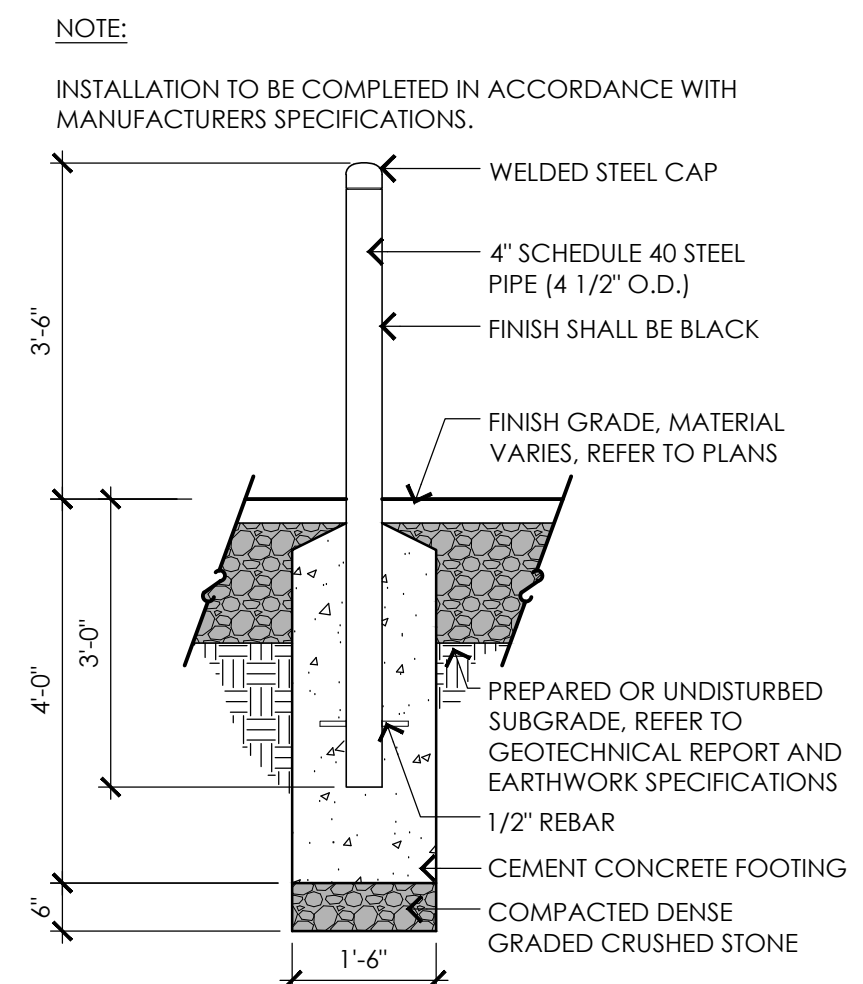 NOTE:
INSTALLATION TO BE COMPLETED IN ACCORDANCE WITH
MANUFACTURERS SPECIFICATIONS.
WELDED STEEL CAP
4" SCHEDULE 40 STEEL
PIPE (4 1/2" O.D.)
3'-6"
FINISH SHALL BE BLACK
FINISH GRADE, MATERIAL
VARIES, REFER TO PLANS
3'-0"
4'-0"
PREPARED OR UNDISTURBED
SUBGRADE, REFER TO
GEOTECHNICAL REPORT AND
EARTHWORK SPECIFICATIONS
1/2" REBAR
CEMENT CONCRETE FOOTING
6"
COMPACTED DENSE
GRADED CRUSHED STONE
1'-6"